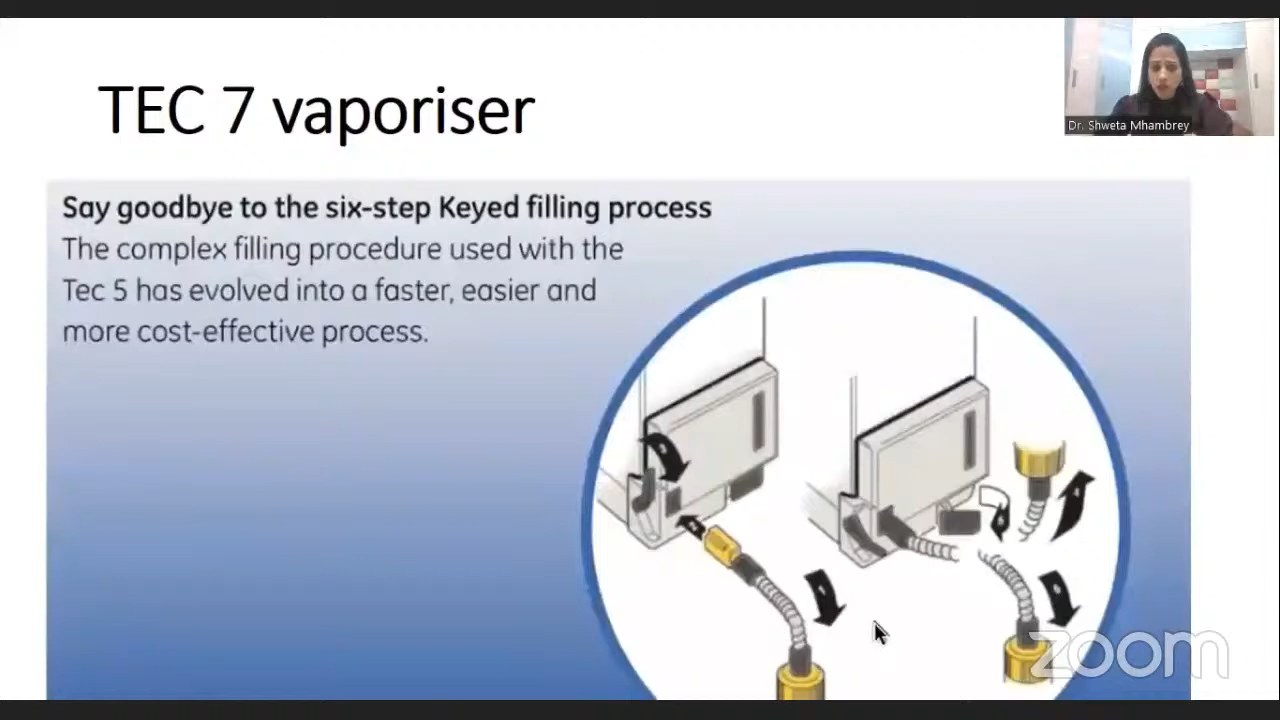 TEC 7 vaporiser
Dr. Shweta Mhambrey
Say goodbye to the six-step Keyed filling process
The complex filling procedure used with the
Tec 5 has evolved into a faster, easier and
more cost-effective process.
zoom